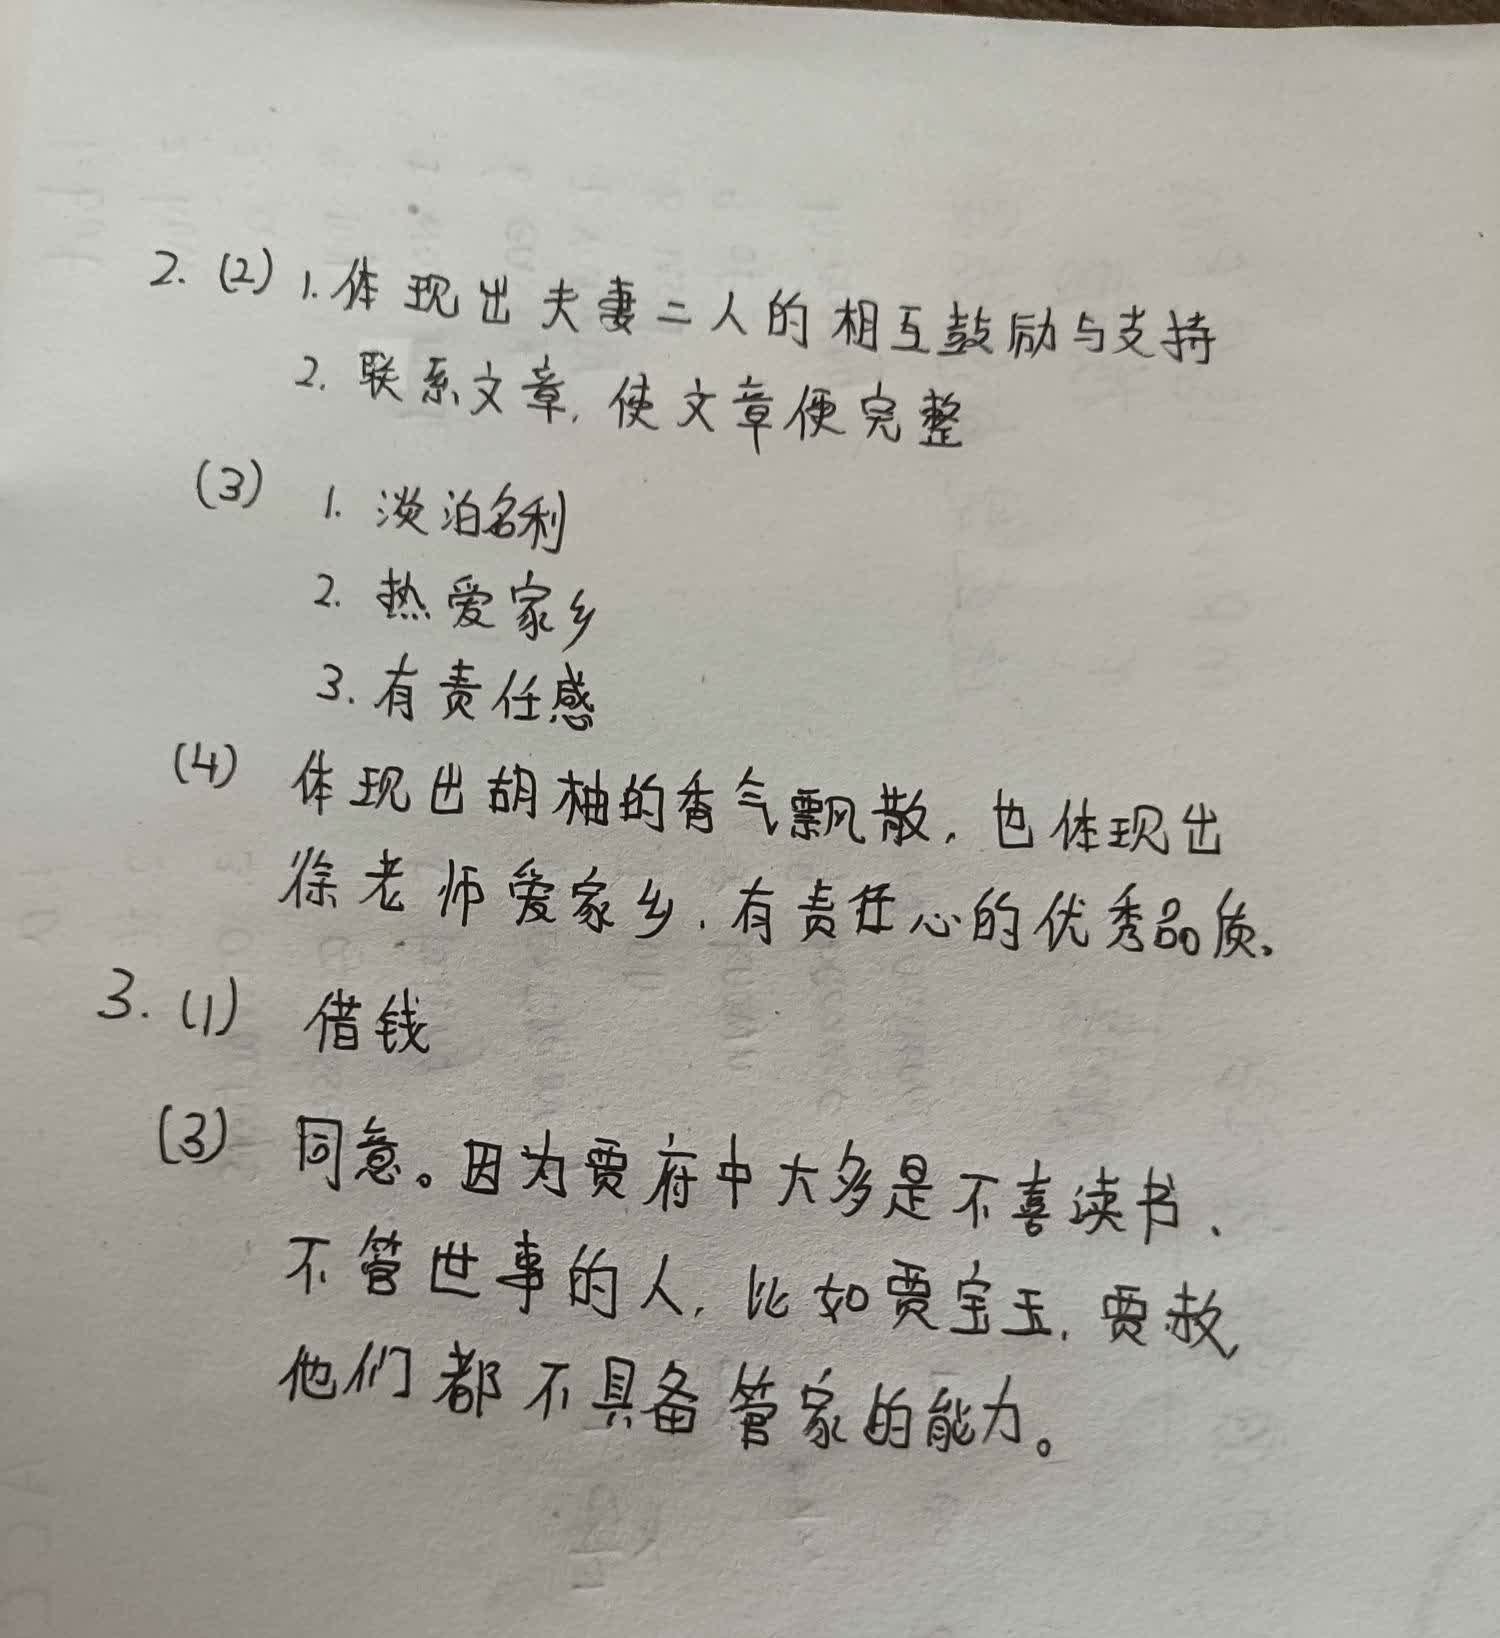 2. (2) 1. 体现出夫妻二人的相互鼓励与支持
2. 联系文章, 使文章便完整
(3) 1. 淡泊名利
2. 热爱家乡
3. 有责任感
(4) 体现出胡柚的香气飘散, 也体现出
徐老师爱家乡、有责任心的优秀品质。
3. (1) 借钱
(3) 同意。因为贾府中大多是不喜读书、
不管世事的人, 比如贾宝玉, 贾赦,
他们都不具备管家的能力。